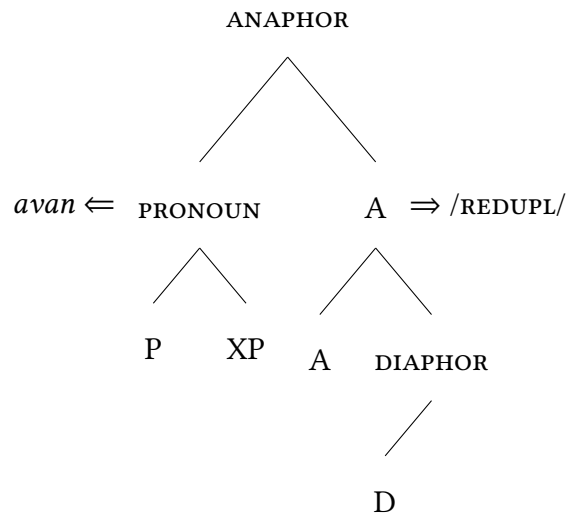 ANAPHOR
avan ⇐ PRONOUN A ⇒ /REDUPL/
P XP A DIAPHOR
D